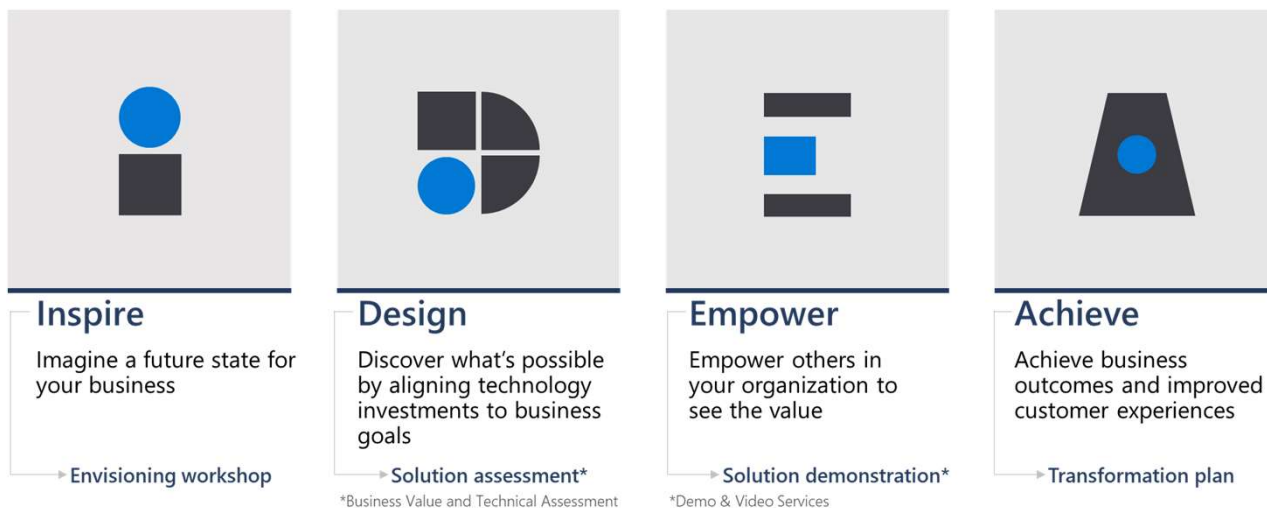 Inspire
Imagine a future state for
your business
Envisioning workshop
Design
Discover what's possible
by aligning technology
investments to business
goals
Solution assessment*
*Business Value and Technical Assessment
Empower
Empower others in
your organization to
see the value
Solution demonstration*
*Demo & Video Services
Achieve
Achieve business
outcomes and improved
customer experiences
Transformation plan